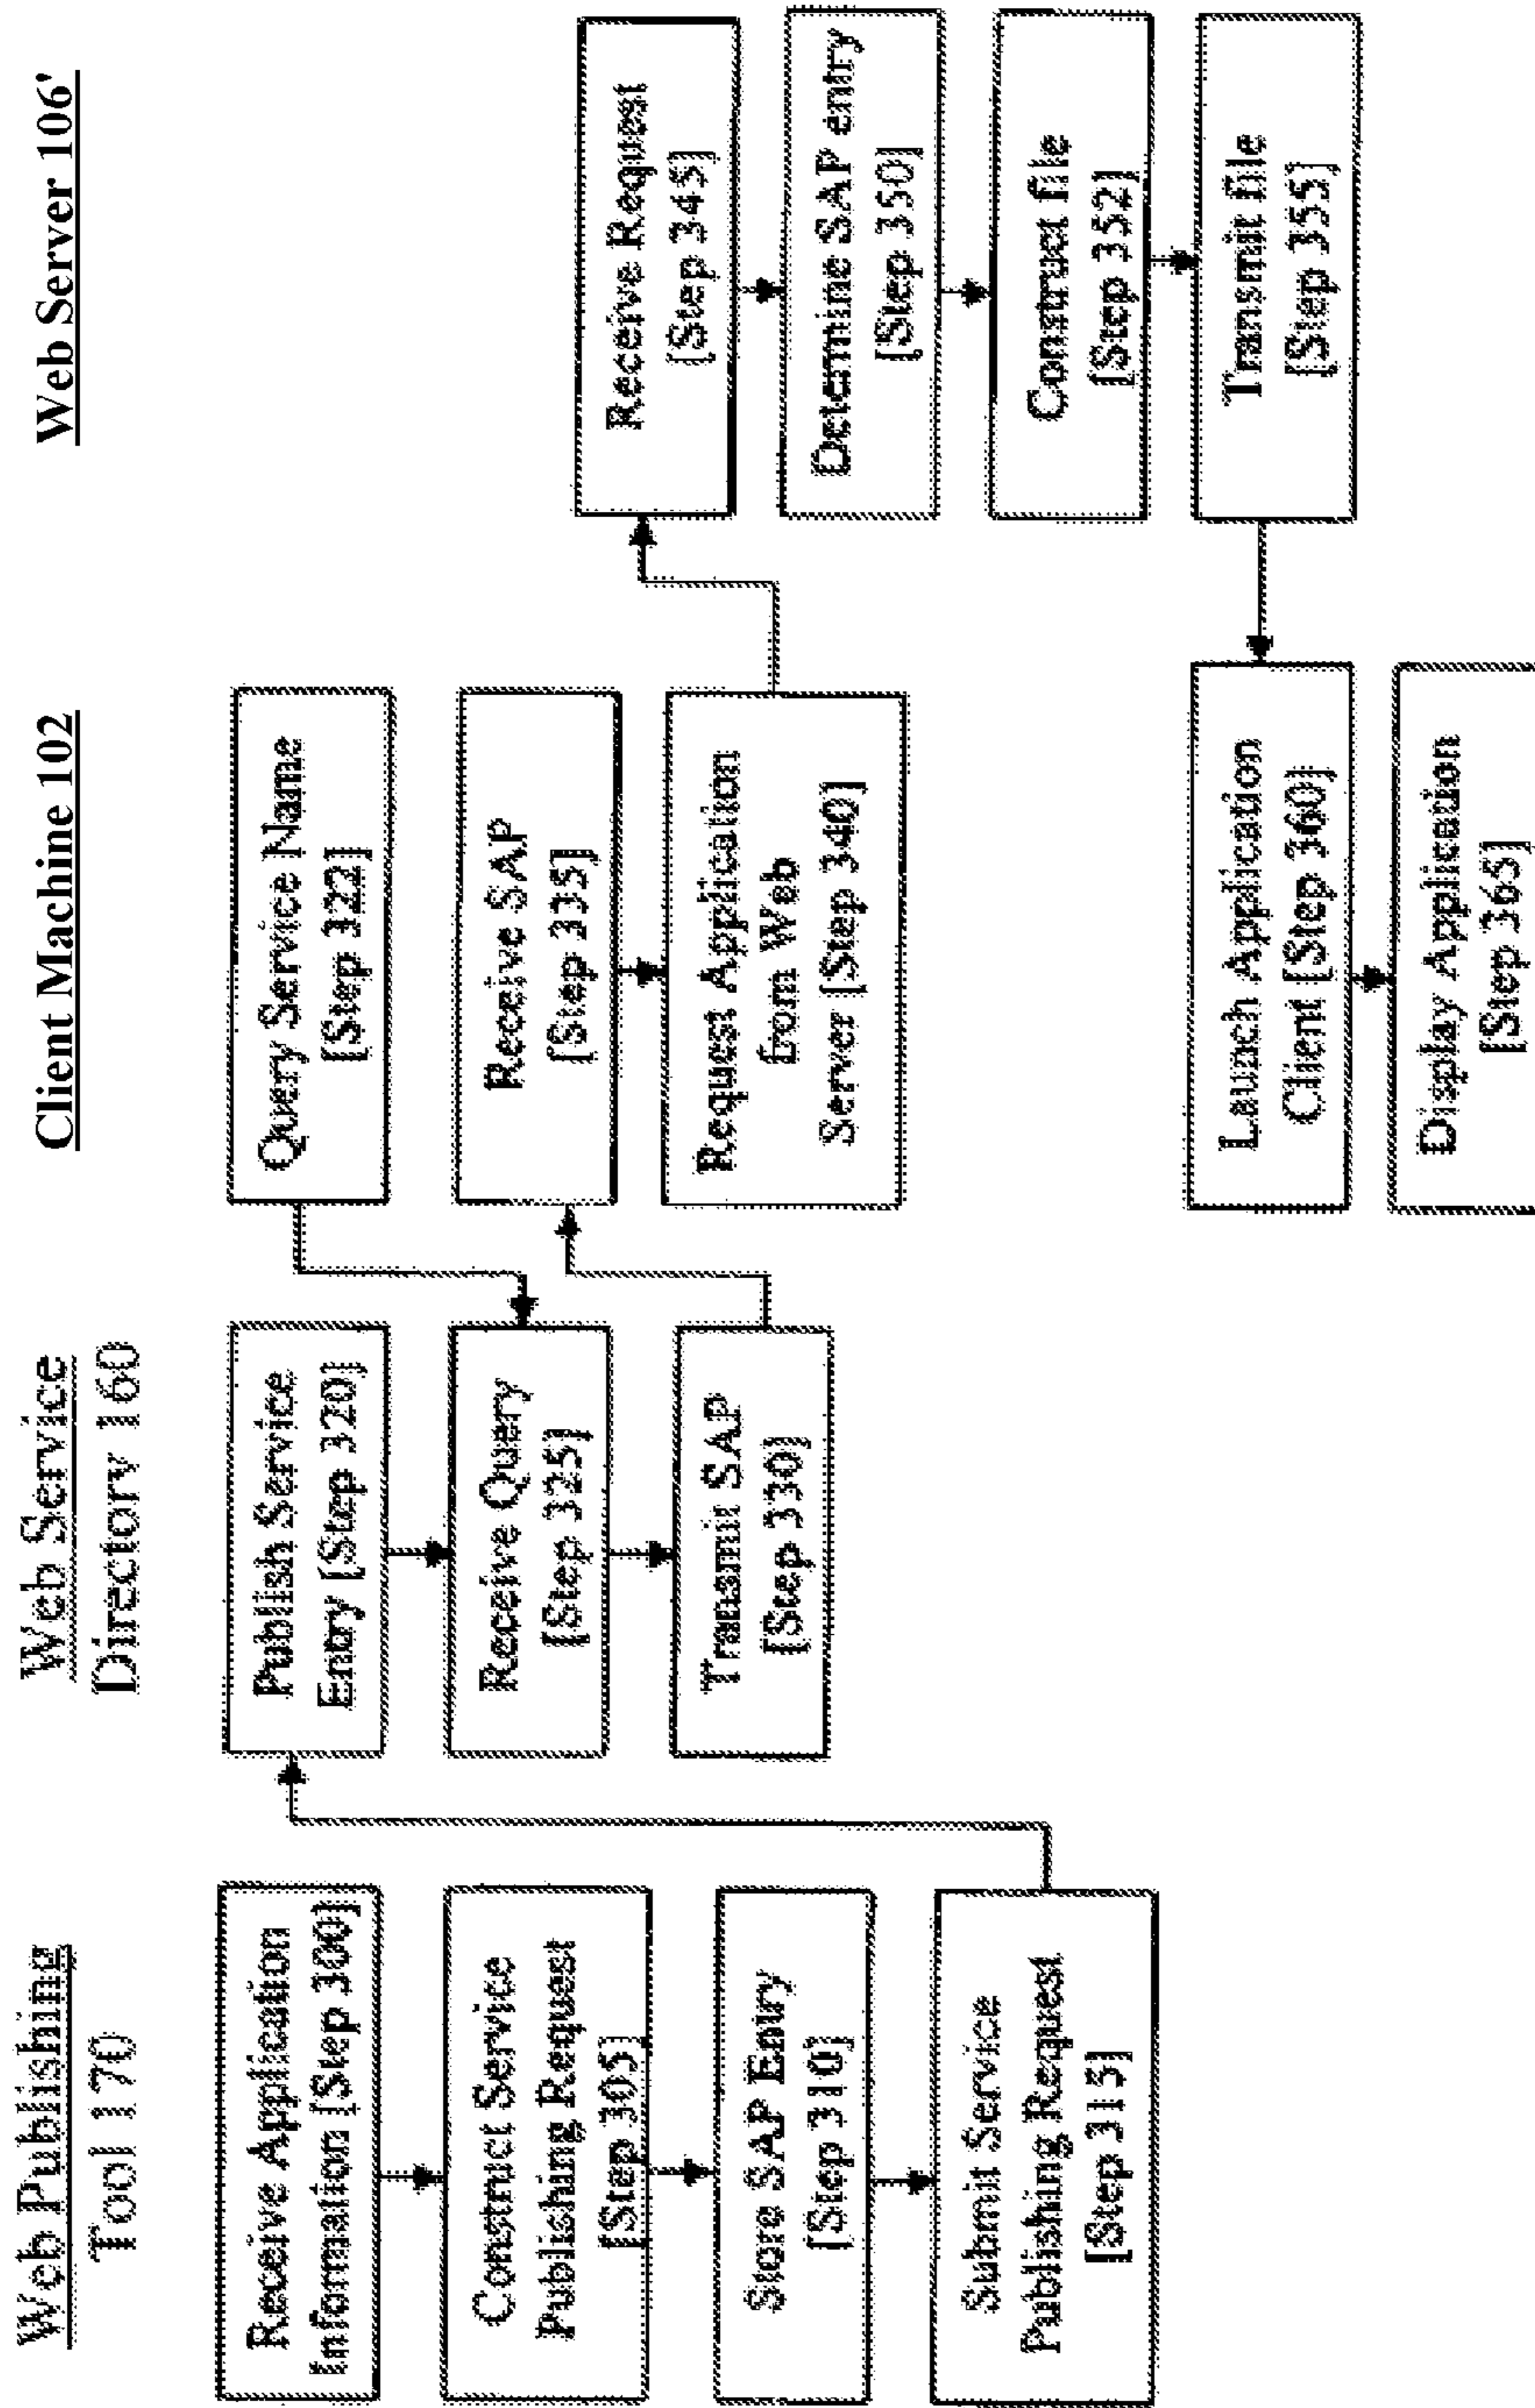 Web Publishing
Tool 170
Receive Application
Information [Step 300]
Construct Service
Publishing Request
[Step 305]
Store SAP Entry
[Step 310]
Submit Service
Publishing Request
[Step 315]
Web Service
Directory 160
Publish Service
Entry [Step 320]
Receive Query
[Step 325]
Transmit SAP
[Step 330]
Client Machine 102
Query Service Name
[Step 322]
Receive SAP
[Step 335]
Request Application
from Web
Server [Step 340]
Launch Application
Client [Step 360]
Display Application
[Step 365]
Web Server 106'
Receive Request
[Step 345]
Determine SAP entry
[Step 350]
Construct file
[Step 352]
Transmit file
[Step 355]